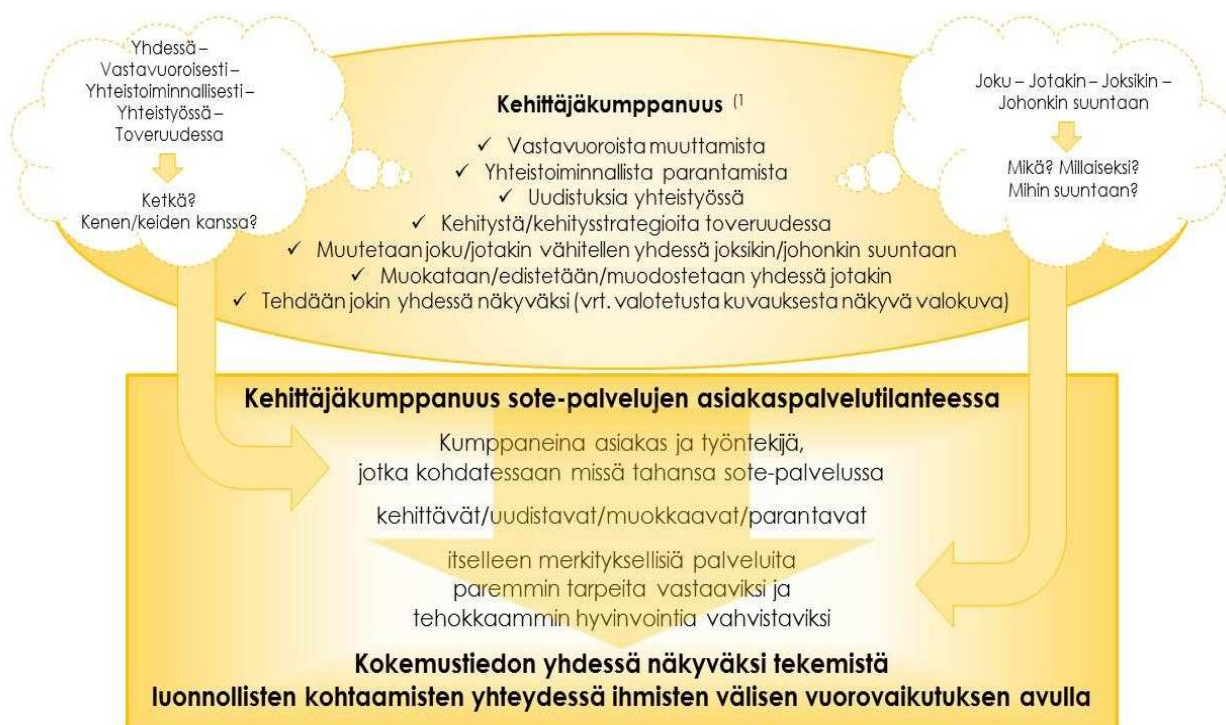 Yhdessä –
Vastavuoroisesti –
Yhteistoiminnallisesti –
Yhteistyössä –
Toveruudessa
Ketkä?
Kenen/keiden kanssa?
Joku – Jotakin – Joksikin –
Johonkin suuntaan
Mikä? Millaiseksi?
Mihin suuntaan?
Kehittäjäkumppanuus (1
✓ Vastavuoroista muuttamista
✓ Yhteistoiminnallista parantamista
✓ Uudistuksia yhteistyössä
✓ Kehitystä/kehitysstrategioita toveruudessa
✓ Muutetaan joku/jotakin vähitellen yhdessä joksikin/johonkin suuntaan
✓ Muokataan/edistetään/muodostetaan yhdessä jotakin
✓ Tehdään jokin yhdessä näkyväksi (vrt. valotetusta kuvauksesta näkyvä valokuva)
Kehittäjäkumppanuus sote-palvelujen asiakaspalvelutilanteessa
Kumppaneina asiakas ja työntekijä,
jotka kohdatessaan missä tahansa sote-palvelussa
kehittävät/uudistavat/muokkaavat/parantavat
itselleen merkityksellisiä palveluita
paremmin tarpeita vastaaviksi ja
tehokkaammin hyvinvointia vahvistaviksi
Kokemustiedon yhdessä näkyväksi tekemistä
luonnollisten kohtaamisten yhteydessä ihmisten välisen vuorovaikutuksen avulla